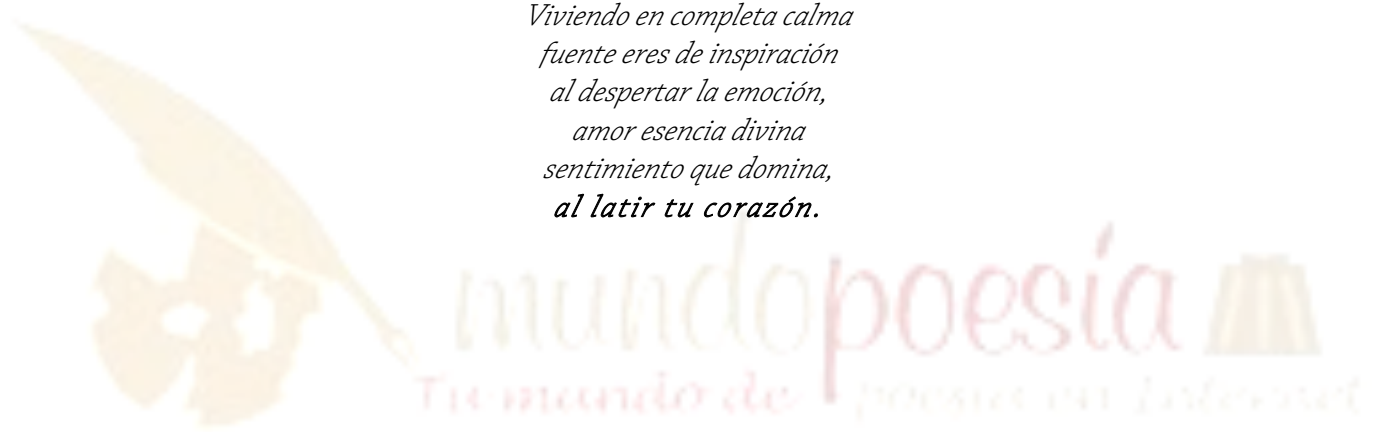 Viviendo en completa calma
fuente eres de inspiración
al despertar la emoción,
amor esencia divina
sentimiento que domina,
al latir tu corazón.
mundopoesía
Tu mundo de poesía en Internet